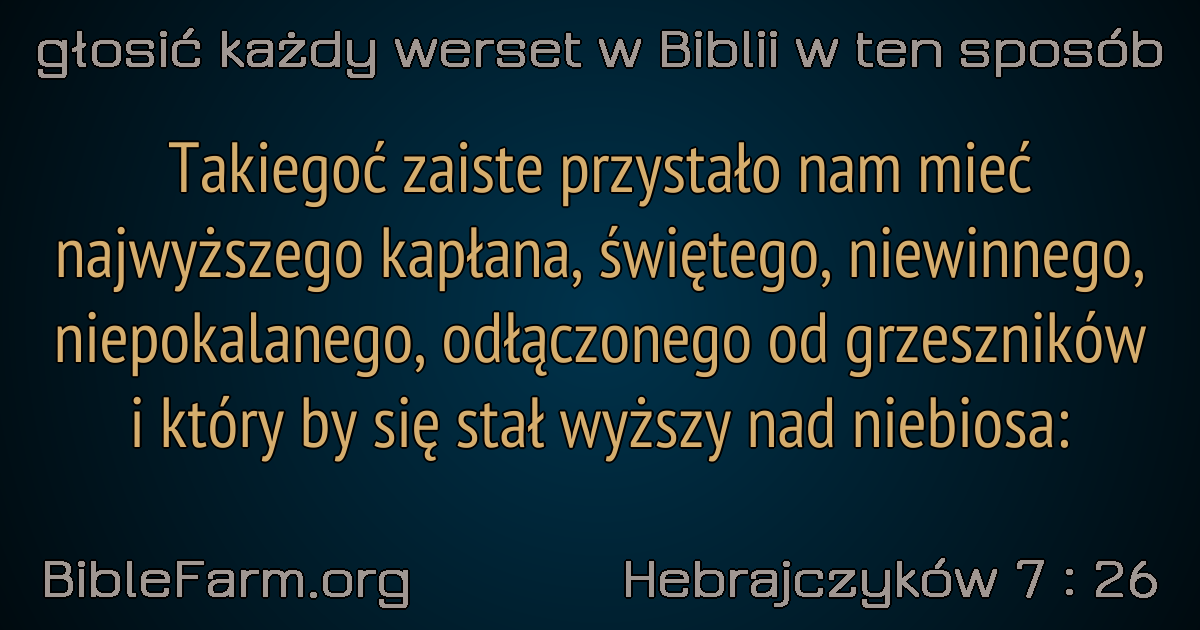 głosić każdy werset w Biblii w ten sposób
Takiegoć zaiste przystało nam mieć
najwyższego kapłana, świętego, niewinnego,
niepokalanego, odłączonego od grzeszników
i który by się stał wyższy nad niebiosa:
BibleFarm.org
Hebrajczyków 7 : 26